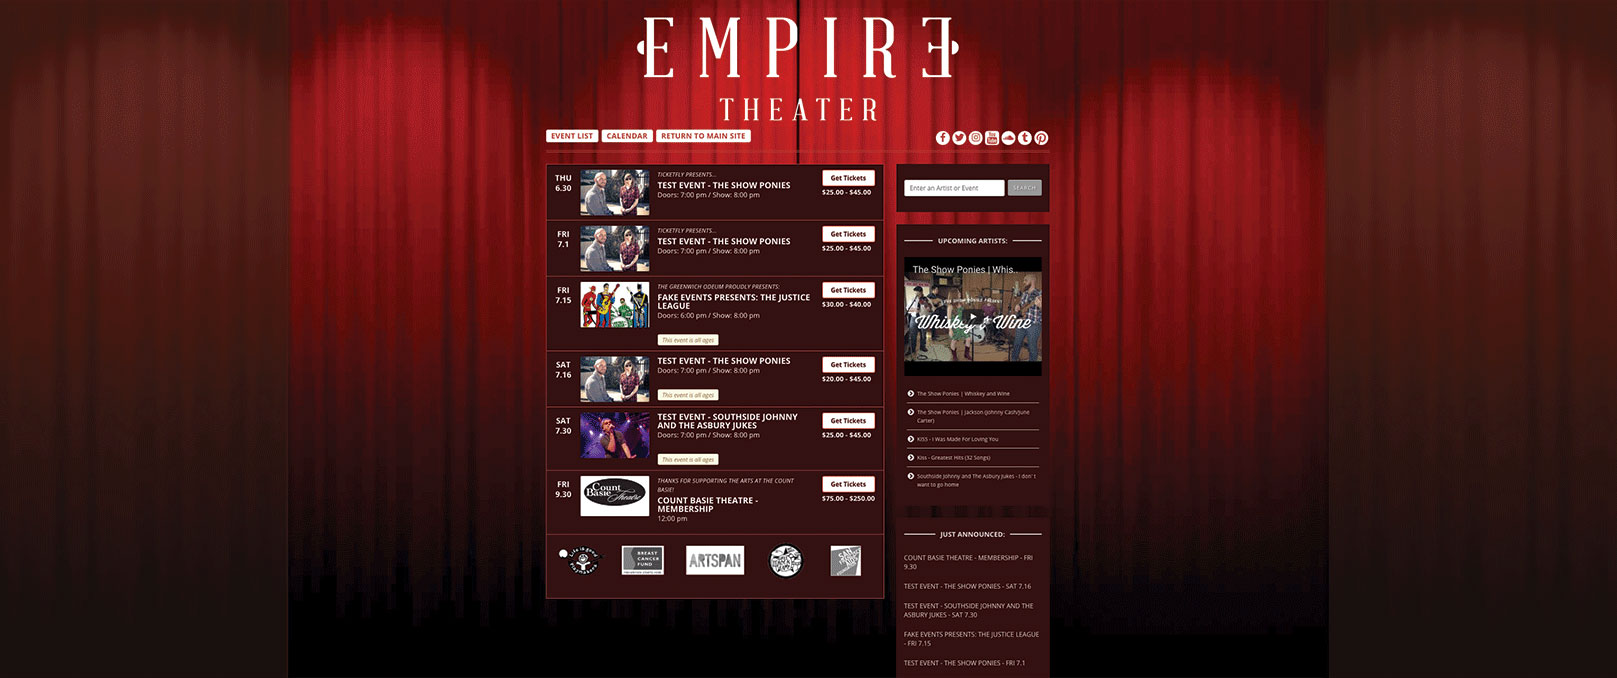 EMPIRE
THEATER
EVENT LIST
CALENDAR
RETURN TO MAIN SITE
THU
6.30
TICKETFLY PRESENTS...
TEST EVENT - THE SHOW PONIES
Doors: 7:00 pm / Show: 8:00 pm
Get Tickets
$25.00 - $45.00
FRI
7.1
TICKETFLY PRESENTS...
TEST EVENT - THE SHOW PONIES
Doors: 7:00 pm / Show: 8:00 pm
Get Tickets
$25.00 - $45.00
FRI
7.15
THE GREENWICH ODEUM PROUDLY PRESENTS:
FAKE EVENTS PRESENTS: THE JUSTICE
LEAGUE
Doors: 6:00 pm / Show: 8:00 pm
This event is all ages
Get Tickets
$30.00 - $40.00
SAT
7.16
TEST EVENT - THE SHOW PONIES
Doors: 7:00 pm / Show: 8:00 pm
This event is all ages
Get Tickets
$20.00 - $45.00
SAT
7.30
TEST EVENT - SOUTHSIDE JOHNNY
AND THE ASBURY JUKES
Doors: 7:00 pm / Show: 8:00 pm
This event is all ages
Get Tickets
$25.00 - $45.00
FRI
9.30
Count
Basie Theatre
THANKS FOR SUPPORTING THE ARTS AT THE COUNT
BASIE!
COUNT BASIE THEATRE -
MEMBERSHIP
12:00 pm
Get Tickets
$75.00 - $250.00
Life is good
Playmakers
BREAST
CANCER
FUND
ARTSPAN
Enter an Artist or Event
SEARCH
UPCOMING ARTISTS:
The Show Ponies | Whis..
Whiskey & Wine
The Show Ponies | Whiskey and Wine
The Show Ponies | Jackson (Johnny Cash/June
Carter)
KISS - I Was Made For Loving You
Kiss - Greatest Hits (32 Songs)
Southside Johnny and The Asbury Jukes - I don't
want to go home
JUST ANNOUNCED:
COUNT BASIE THEATRE - MEMBERSHIP - FRI
9.30
TEST EVENT - THE SHOW PONIES - SAT 7.16
TEST EVENT - SOUTHSIDE JOHNNY AND THE
ASBURY JUKES - SAT 7.30
FAKE EVENTS PRESENTS: THE JUSTICE LEAGUE
- FRI 7.15
TEST EVENT - THE SHOW PONIES - FRI 7.1